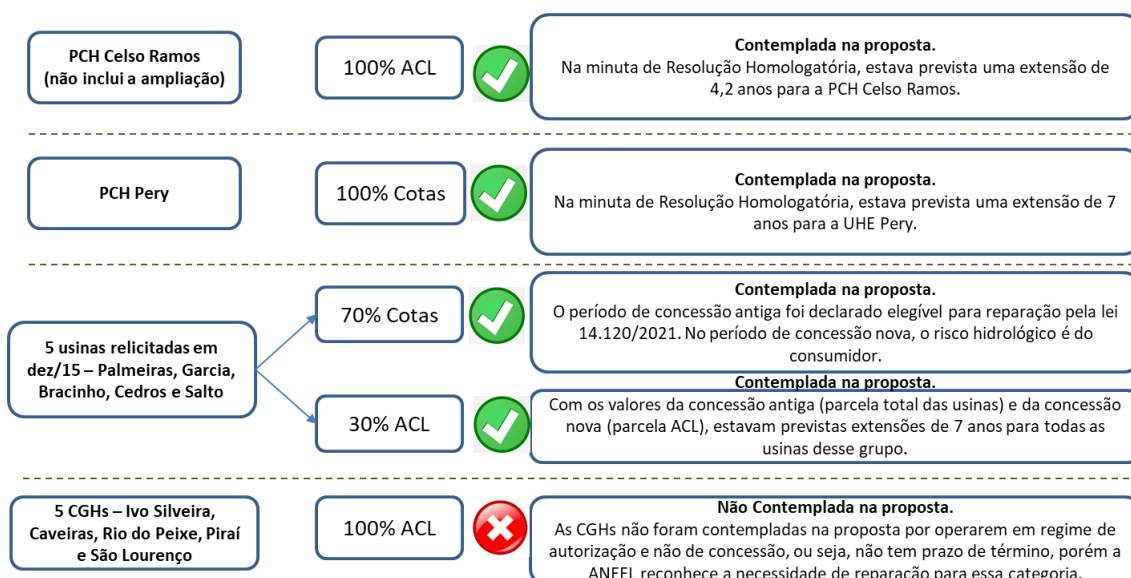 PCH Celso Ramos
(não inclui a ampliação)
100% ACL
Contemplada na proposta.
Na minuta de Resolução Homologatória, estava prevista uma extensão de
4,2 anos para a PCH Celso Ramos.
PCH Pery
100% Cotas
Contemplada na proposta.
Na minuta de Resolução Homologatória, estava prevista uma extensão de 7
anos para a UHE Pery.
5 usinas relicitadas em
dez/15 – Palmeiras, Garcia,
Bracinho, Cedros e Salto
70% Cotas
Contemplada na proposta.
O período de concessão antiga foi declarado elegível para reparação pela lei
14.120/2021. No período de concessão nova, o risco hidrológico é do
consumidor.
30% ACL
Contemplada na proposta.
Com os valores da concessão antiga (parcela total das usinas) e da concessão
nova (parcela ACL), estavam previstas extensões de 7 anos para todas as
usinas desse grupo.
5 CGHs – Ivo Silveira,
Caveiras, Rio do Peixe, Piraí
e São Lourenço
100% ACL
Não Contemplada na proposta.
As CGHs não foram contempladas na proposta por operarem em regime de
autorização e não de concessão, ou seja, não tem prazo de término, porém a
ANEEL reconhece a necessidade de reparação para essa categoria.